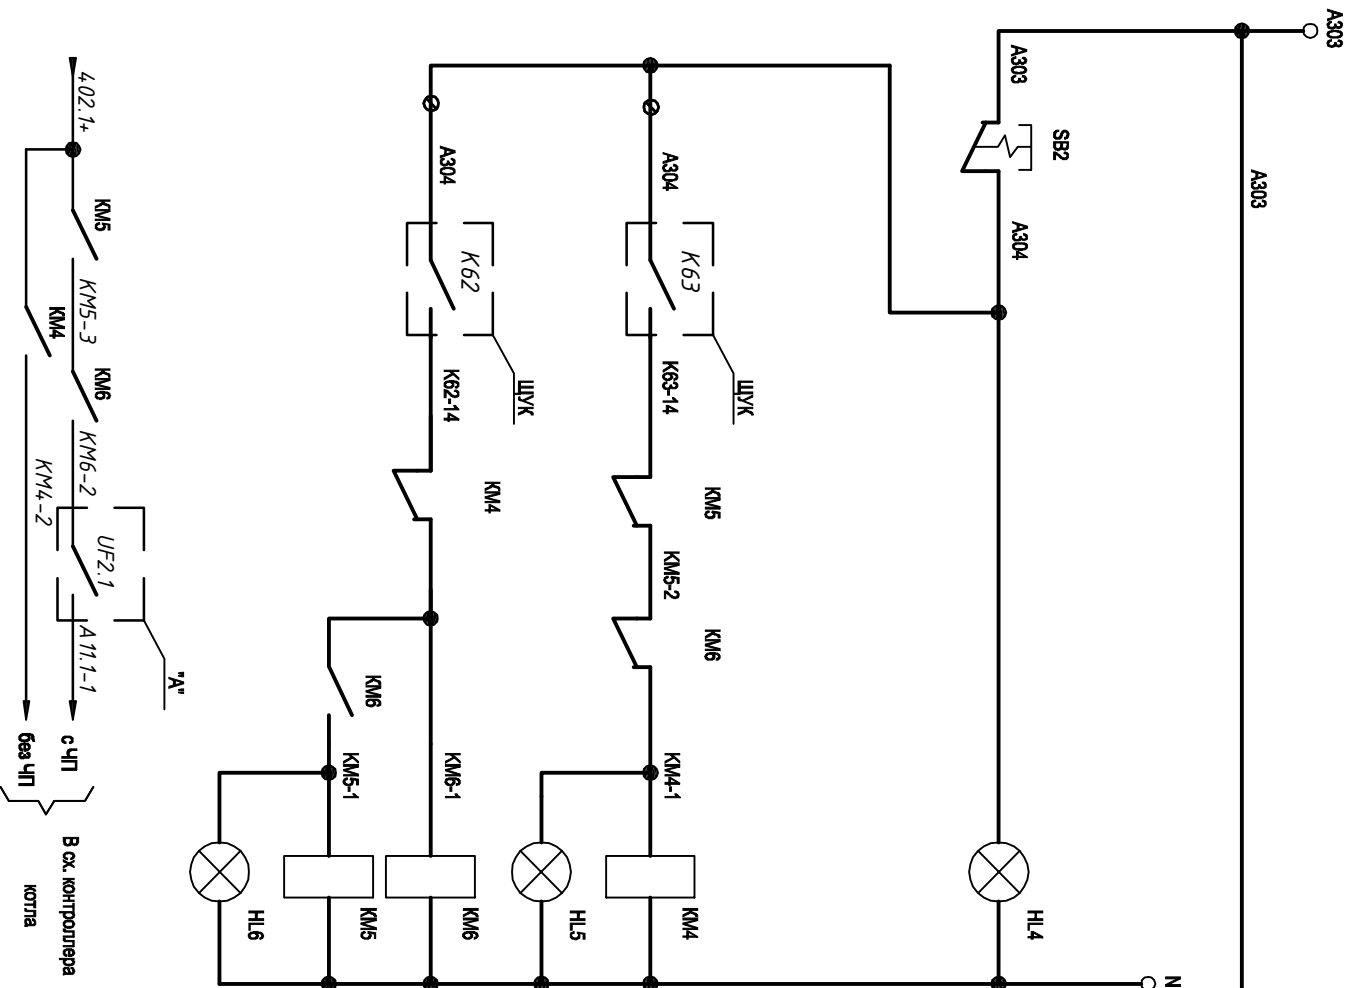 A303
A303
A303
SB2
A304
HL4
N
A304
K63
ЩУК
K63-14
KM5
KM5-2
KM6
KM4-1
KM4
HL5
A304
K62
ЩУК
K62-14
KM4
KM6-1
KM6
KM6
KM5-1
KM5
HL6
402.1+
KM5
KM5-3
KM6
KM6-2
UF2.1
"А"
A11.1-1
с ЧП
KM4
KM4-2
без ЧП
В сх. контроллера
котла